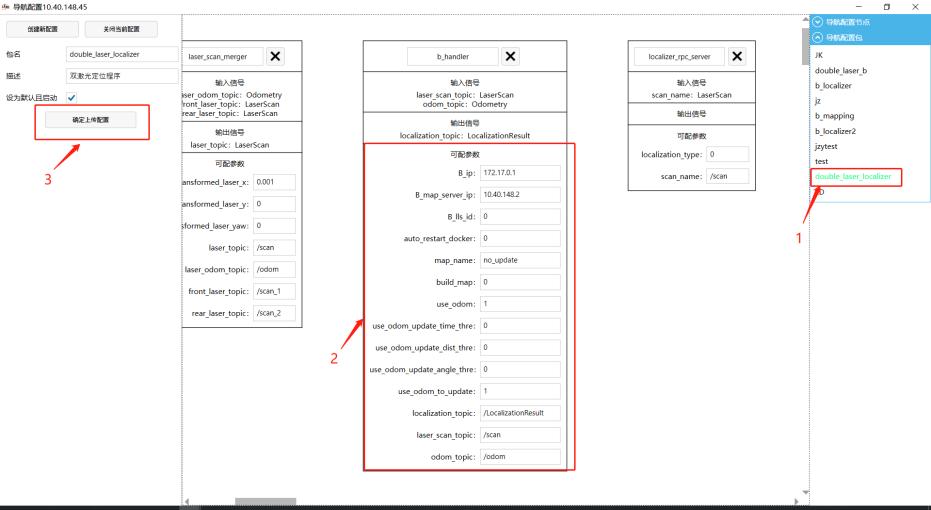 导航配置10.40.148.45
创建新配置
关闭当前配置
包名
double_laser_localizer
描述
双激光定位程序
设为默认且启动
确定上传配置
3
laser_scan_merger
输入信号
aser_odom_topic: Odometry
front_laser_topic: LaserScan
rear_laser_topic: LaserScan
输出信号
laser_topic: LaserScan
可配参数
ansformed_laser_x: 0.001
ansformed_laser_y: 0
sformed_laser_yaw: 0
laser_topic: /scan
laser_odom_topic: /odom
front_laser_topic: /scan_1
rear_laser_topic: /scan_2
b_handler
输入信号
laser_scan_topic: LaserScan
odom_topic: Odometry
输出信号
localization_topic: LocalizationResult
可配参数
B_ip: 172.17.0.1
B_map_server_ip: 10.40.148.2
B_lls_id: 0
auto_restart_docker: 0
map_name: no_update
build_map: 0
use_odom: 1
use_odom_update_time_thre: 0
use_odom_update_dist_thre: 0
use_odom_update_angle_thre: 0
use_odom_to_update: 1
localization_topic: /LocalizationResult
laser_scan_topic: /scan
odom_topic: /odom
2
localizer_rpc_server
输入信号
scan_name: LaserScan
输出信号
可配参数
localization_type: 0
scan_name: /scan
导航配置节点
导航配置包
JK
double_laser_b
b_localizer
jz
b_mapping
b_localizer2
jzytest
test
double_laser_localizer
1